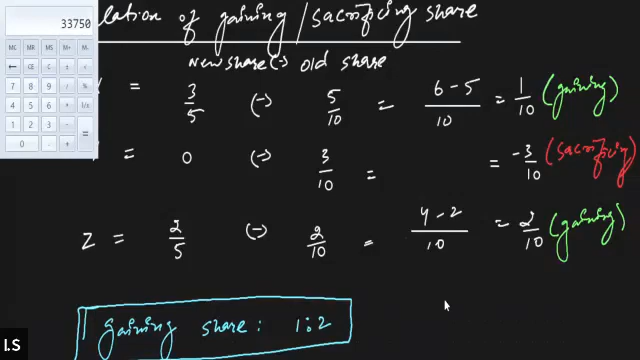 33750
MC MR MS M+ M-
← CE C ± √
7 8 9 / %
4 5 6 * 1/x
1 2 3 - =
0 . +
lation of gaining/sacrificing share
New share (-) Old share
= 3/5 (-) 5/10 = 6-5/10 = 1/10 (gaining)
= 0 (-) 3/10 = = -3/10 (sacrificing)
Z = 2/5 (-) 2/10 = 4-2/10 = 2/10 (gaining)
gaining share: 1:2
I.S